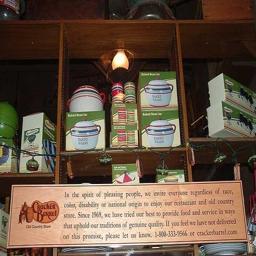 Cracker
Barrel
Old Country Store
In the spirit of pleasing people, we invite everyone regardless of race,
color, disability or national origin to enjoy our restaurant and old country
store. Since 1969, we have tried our best to provide food and service in ways
that uphold our traditions of genuine quality. If you feel we have not delivered
on this promise, please let us know. 1-800-333-9566 or crackerbarrel.com